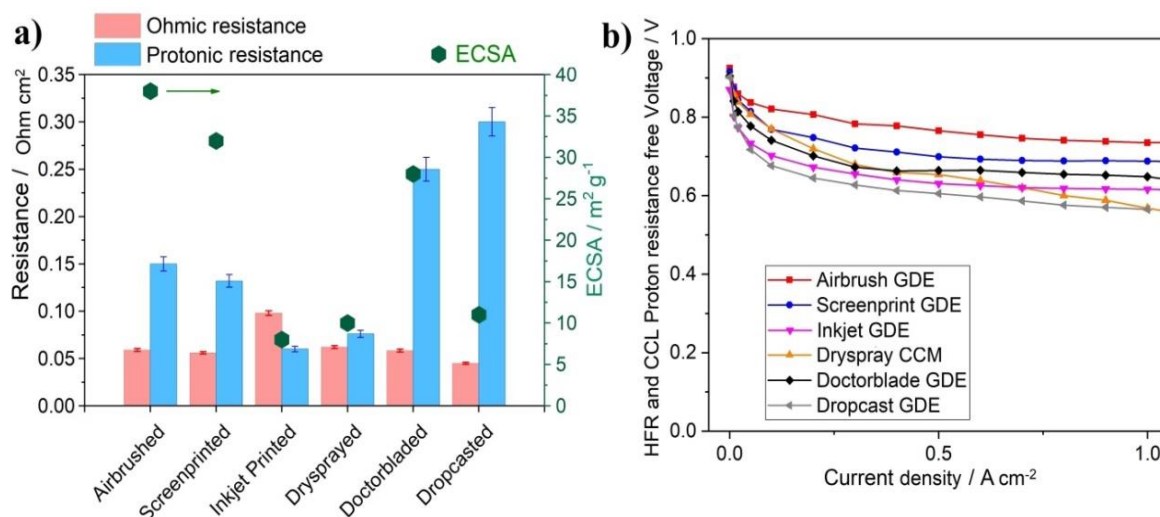 a)
Ohmic resistance
Protonic resistance
ECSA
Resistance / Ohm cm²
0.35
0.30
0.25
0.20
0.15
0.10
0.05
0.00
40
35
30
25
20
15
10
5
0
ECSA / m² g⁻¹
Airbrushed
Screenprinted
Inkjet Printed
Drysprayed
Doctorbladed
Dropcasted
b)
HFR and CCL Proton resistance free Voltage / V
1.0
0.8
0.6
0.4
0.2
0.0
Airbrush GDE
Screenprint GDE
Inkjet GDE
Dryspray CCM
Doctorblade GDE
Dropcast GDE
0.0
0.5
1.0
Current density / A cm⁻²